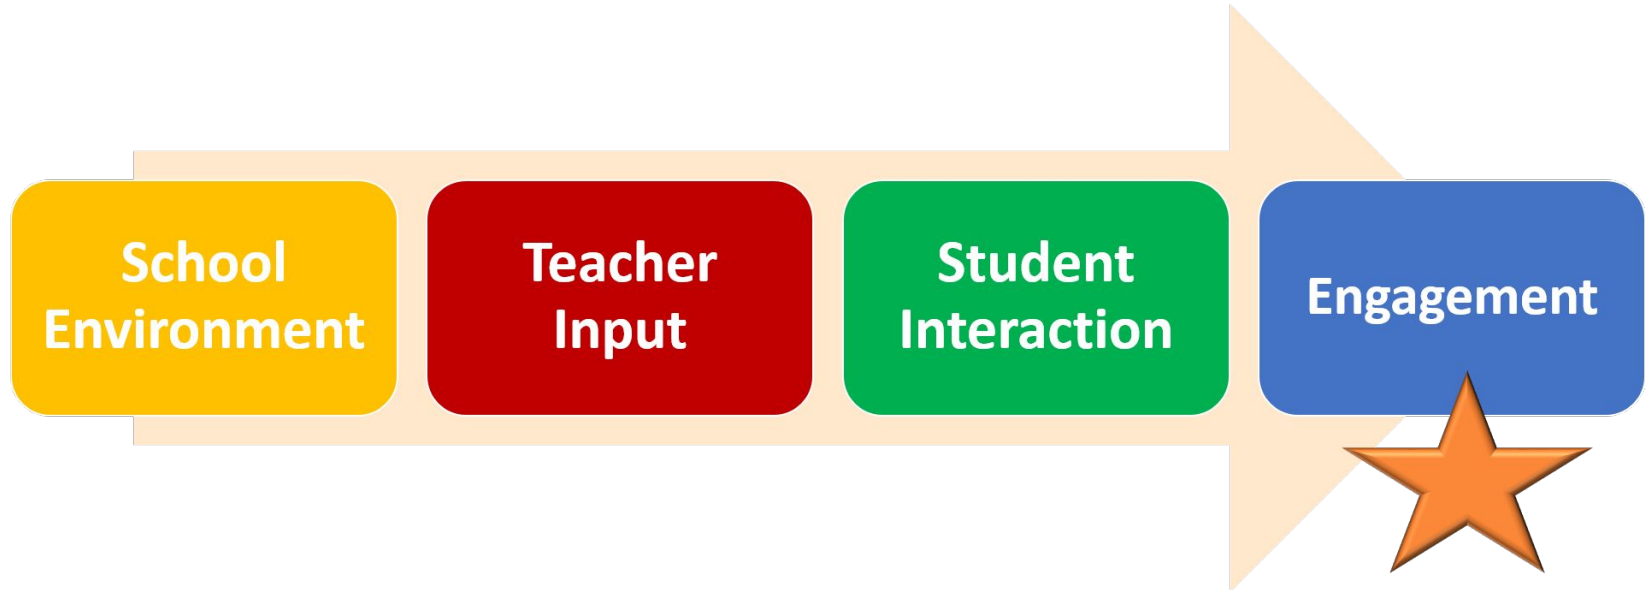 School
Environment
Teacher
Input
Student
Interaction
Engagement